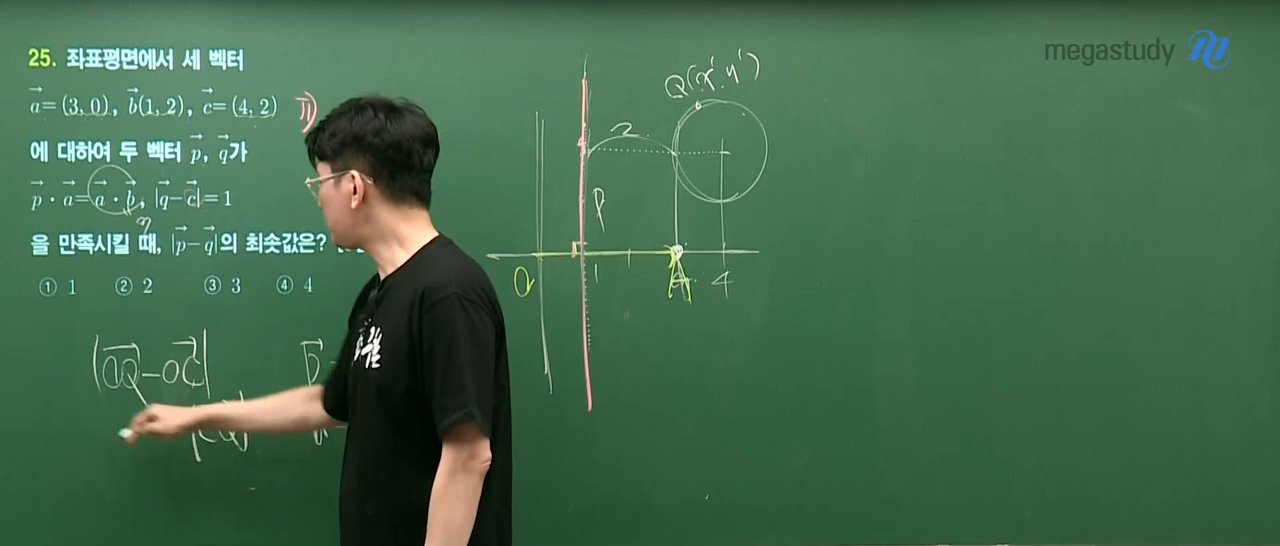 megastudy
25. 좌표평면에서 세 벡터
a⃗=(3, 0), b⃗(1, 2), c⃗=(4, 2)
에 대하여 두 벡터 p⃗, q⃗가
p⃗ · a⃗=a⃗ · b⃗, |q⃗-c⃗|=1
을 만족시킬 때, |p⃗-q⃗|의 최솟값은?
① 1 ② 2 ③ 3 ④ 4
Q(x', y')
2
P
O 1 A 4
|OQ⃗-OC⃗| p⃗